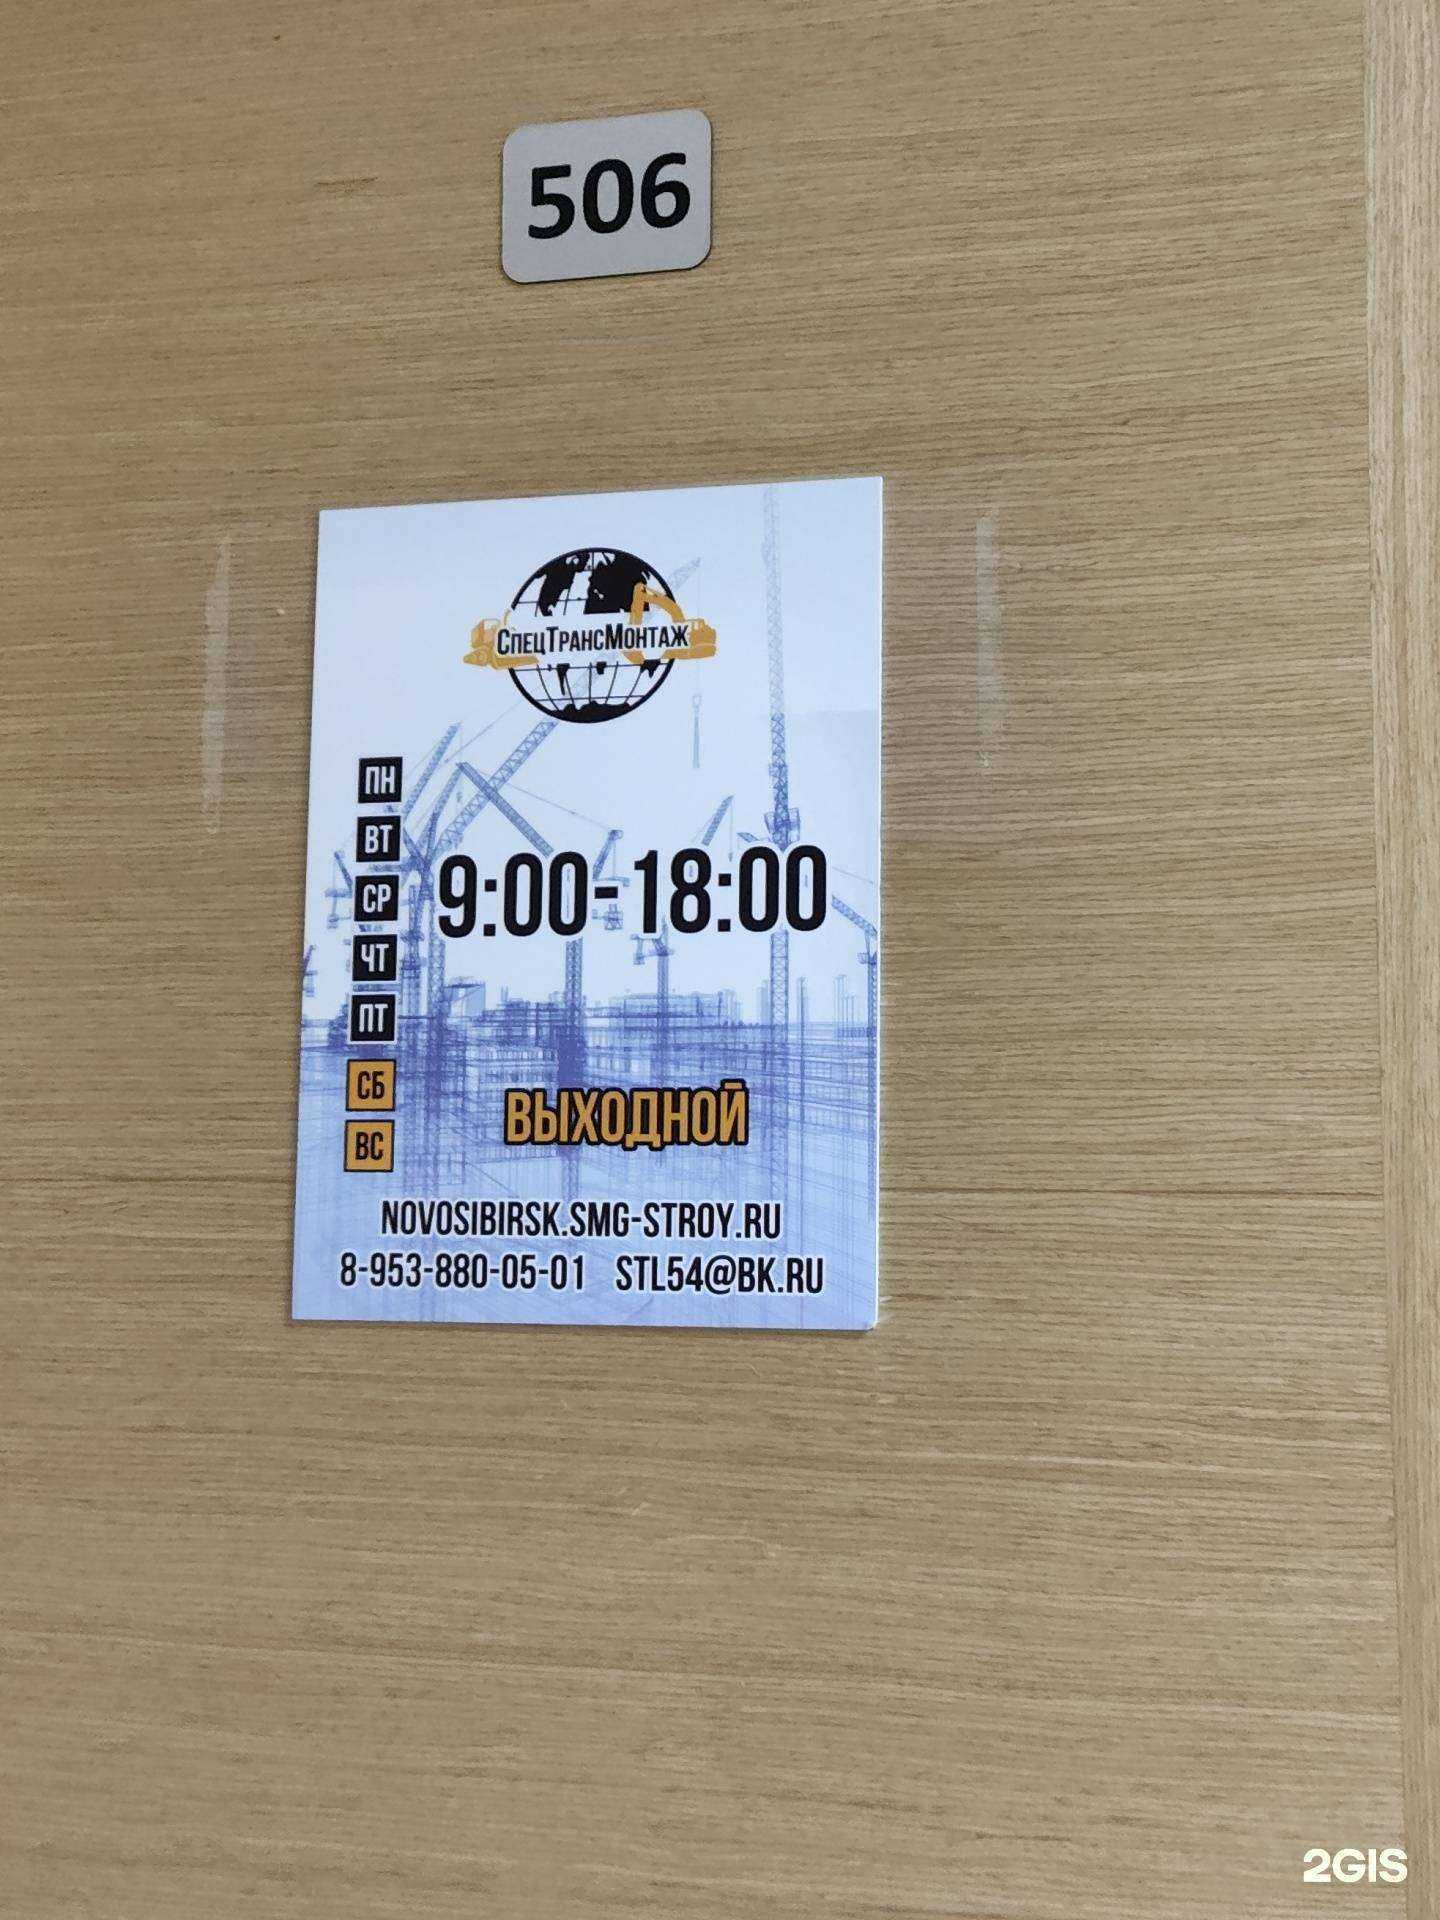 506
СпецТрансМонтаж
ПН
ВТ
СР
ЧТ
ПТ
9:00-18:00
СБ
ВС
ВЫХОДНОЙ
NOVOSIBIRSK.SMG-STROY.RU
8-953-880-05-01 STL54@BK.RU
2GIS